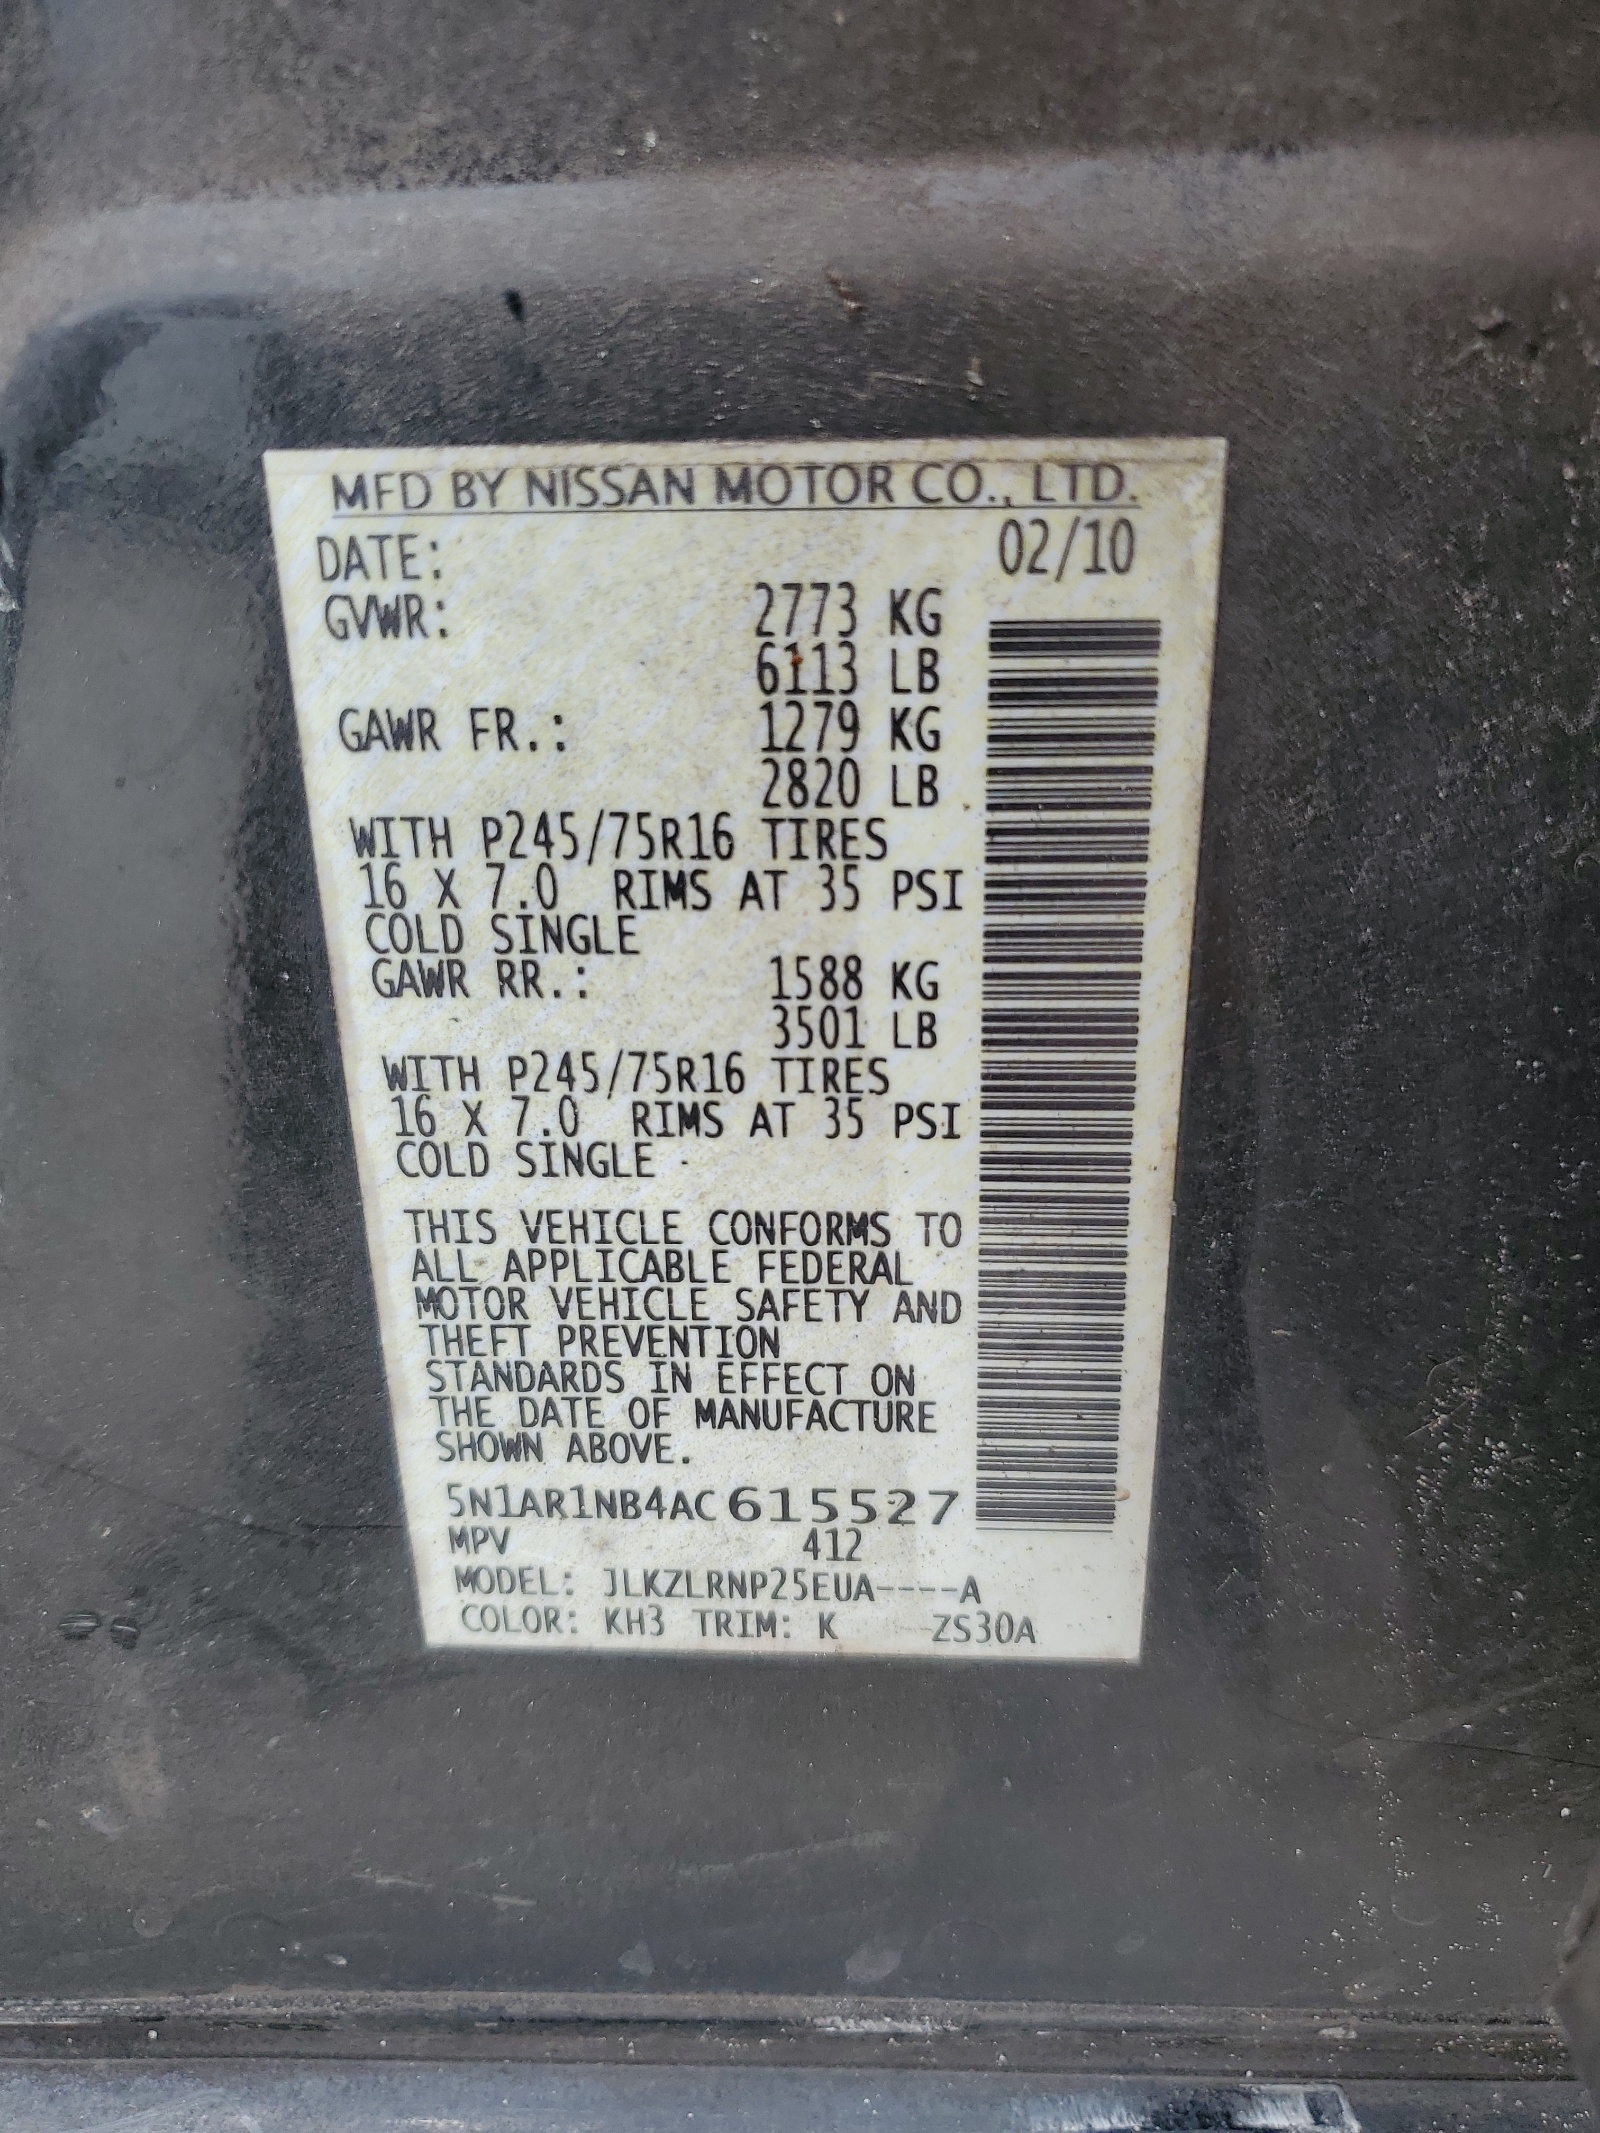 MFD BY NISSAN MOTOR CO., LTD.
DATE: 02/10
GVWR: 2773 KG
6113 LB
GAWR FR.: 1279 KG
2820 LB
WITH P245/75R16 TIRES
16 X 7.0 RIMS AT 35 PSI
COLD SINGLE
GAWR RR.: 1588 KG
3501 LB
WITH P245/75R16 TIRES
16 X 7.0 RIMS AT 35 PSI
COLD SINGLE
THIS VEHICLE CONFORMS TO
ALL APPLICABLE FEDERAL
MOTOR VEHICLE SAFETY AND
THEFT PREVENTION
STANDARDS IN EFFECT ON
THE DATE OF MANUFACTURE
SHOWN ABOVE.
5N1AR1NB4AC615527
MPV 412
MODEL: JLKZLRNP25EUA----A
COLOR: KH3 TRIM: K ZS30A